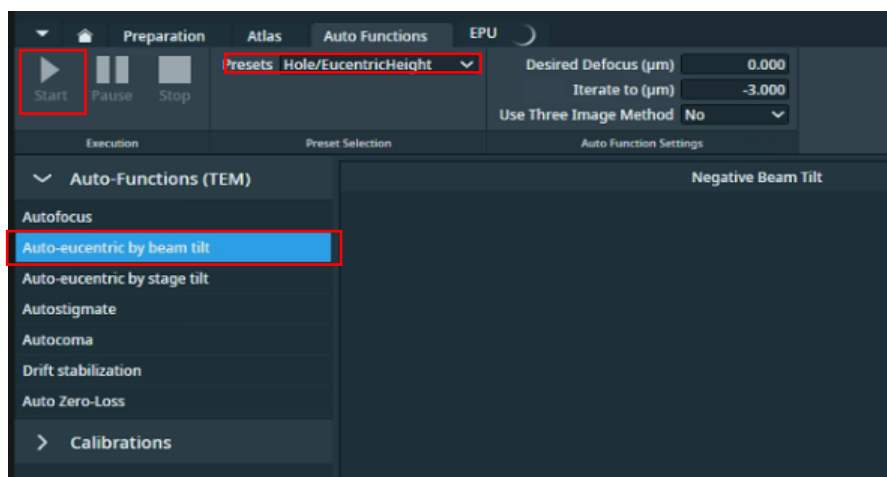 Preparation Atlas Auto Functions EPU
Start Pause Stop
Execution
Presets Hole/EucentricHeight
Preset Selection
Desired Defocus (µm) 0.000
Iterate to (µm) -3.000
Use Three Image Method No
Auto Function Settings
Auto-Functions (TEM)
Autofocus
Auto-eucentric by beam tilt
Auto-eucentric by stage tilt
Autostigmate
Autocoma
Drift stabilization
Auto Zero-Loss
Calibrations
Negative Beam Tilt